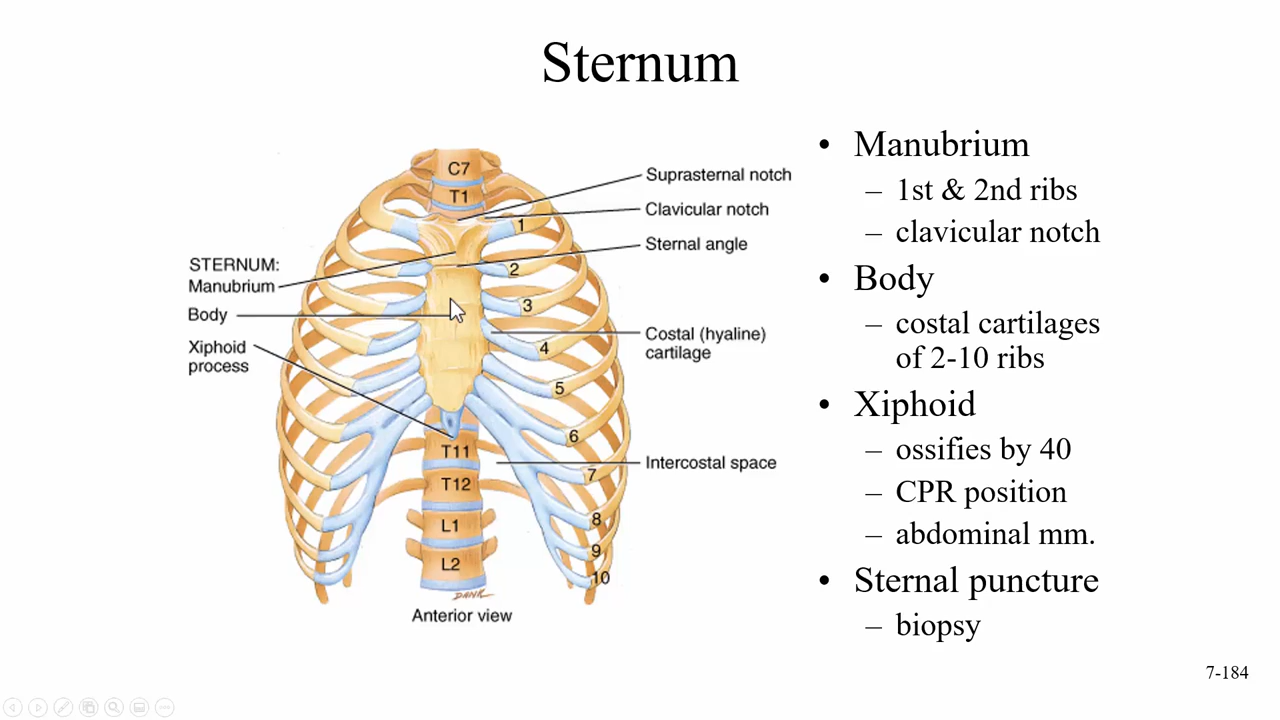 Sternum
C7
T1
1
2
3
4
5
6
7
8
9
10
T11
T12
L1
L2
STERNUM:
Manubrium
Body
Xiphoid
process
Suprasternal notch
Clavicular notch
Sternal angle
Costal (hyaline)
cartilage
Intercostal space
DANK
Anterior view
• Manubrium
– 1st & 2nd ribs
– clavicular notch
• Body
– costal cartilages
of 2-10 ribs
• Xiphoid
– ossifies by 40
– CPR position
– abdominal mm.
• Sternal puncture
– biopsy
7-184